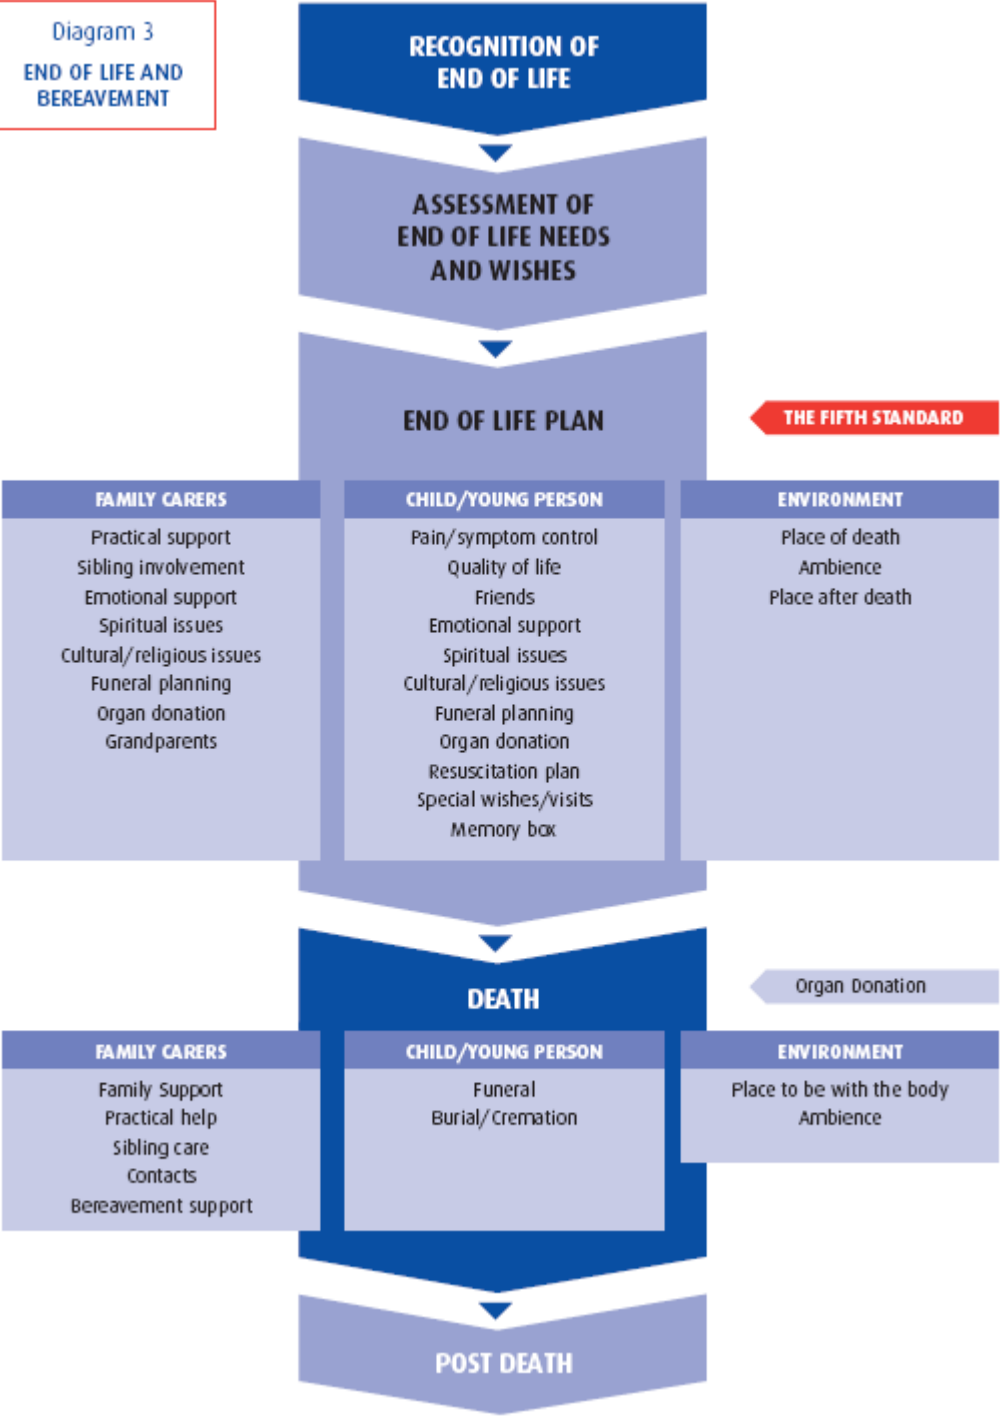 Diagram 3
END OF LIFE AND
BEREAVEMENT
RECOGNITION OF
END OF LIFE
ASSESSMENT OF
END OF LIFE NEEDS
AND WISHES
END OF LIFE PLAN
THE FIFTH STANDARD
FAMILY CARERS
Practical support
Sibling involvement
Emotional support
Spiritual issues
Cultural/religious issues
Funeral planning
Organ donation
Grandparents
CHILD/YOUNG PERSON
Pain/symptom control
Quality of life
Friends
Emotional support
Spiritual issues
Cultural/religious issues
Funeral planning
Organ donation
Resuscitation plan
Special wishes/visits
Memory box
ENVIRONMENT
Place of death
Ambience
Place after death
DEATH
Organ Donation
FAMILY CARERS
Family Support
Practical help
Sibling care
Contacts
Bereavement support
CHILD/YOUNG PERSON
Funeral
Burial/Cremation
ENVIRONMENT
Place to be with the body
Ambience
POST DEATH